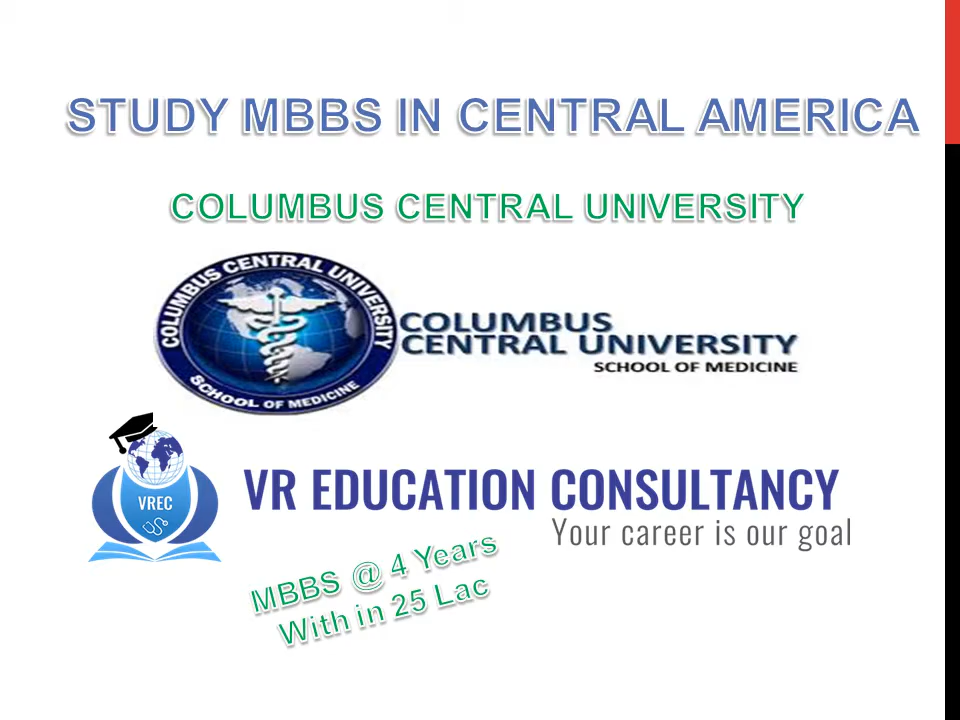 STUDY MBBS IN CENTRAL AMERICA
COLUMBUS CENTRAL UNIVERSITY
COLUMBUS CENTRAL UNIVERSITY
SCHOOL OF MEDICINE
COLUMBUS
CENTRAL UNIVERSITY
SCHOOL OF MEDICINE
VREC
VR EDUCATION CONSULTANCY
Your career is our goal
MBBS @ 4 Years
With in 25 Lac